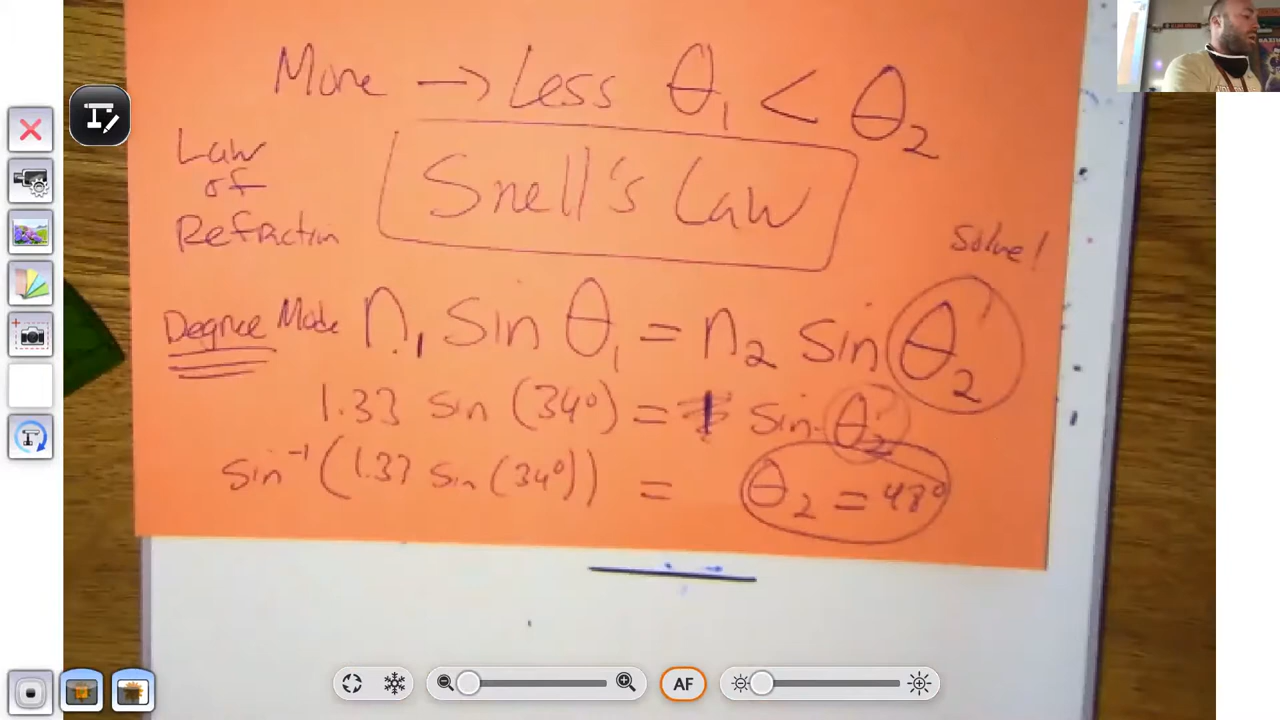 More → Less θ₁ < θ₂
Law of Refraction
Snell's Law
Solve!
Degree Mode n₁ sin θ₁ = n₂ sin θ₂
1.33 sin (34°) = 1 sin θ₂
sin⁻¹ (1.33 sin (34°)) = θ₂ = 48°
AF